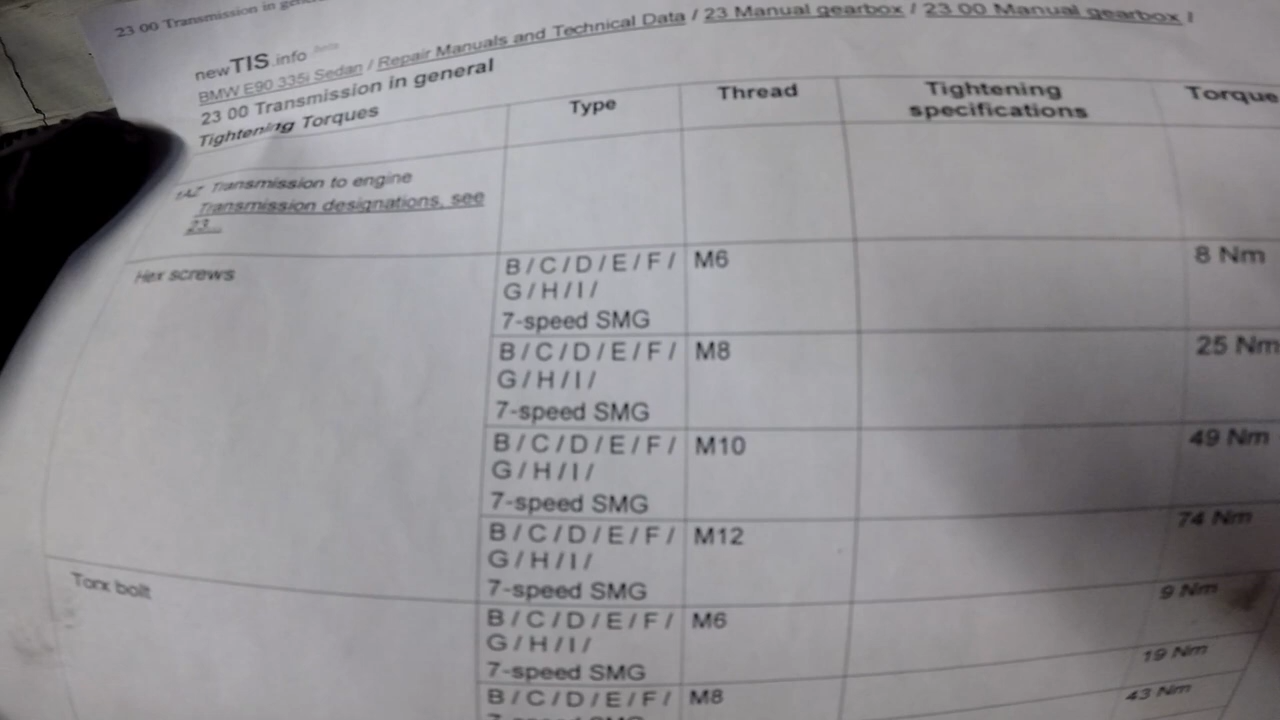 23 00 Transmission in
newTIS.info
BMW E90 335i Sedan / Repair Manuals and Technical Data / 23 Manual gearbox / 23 00 Manual gearbox /
23 00 Transmission in general
Tightening Torques
Type Thread Tightening specifications Torque
1AZ Transmission to engine
Transmission designations, see
23...
Hex screws B / C / D / E / F / M6 8 Nm
G / H / I /
7-speed SMG
B / C / D / E / F / M8 25 Nm
G / H / I /
7-speed SMG
B / C / D / E / F / M10 49 Nm
G / H / I /
7-speed SMG
B / C / D / E / F / M12 74 Nm
G / H / I /
7-speed SMG
Torx bolt B / C / D / E / F / M6 9 Nm
G / H / I /
7-speed SMG
B / C / D / E / F / M8 19 Nm
43 Nm